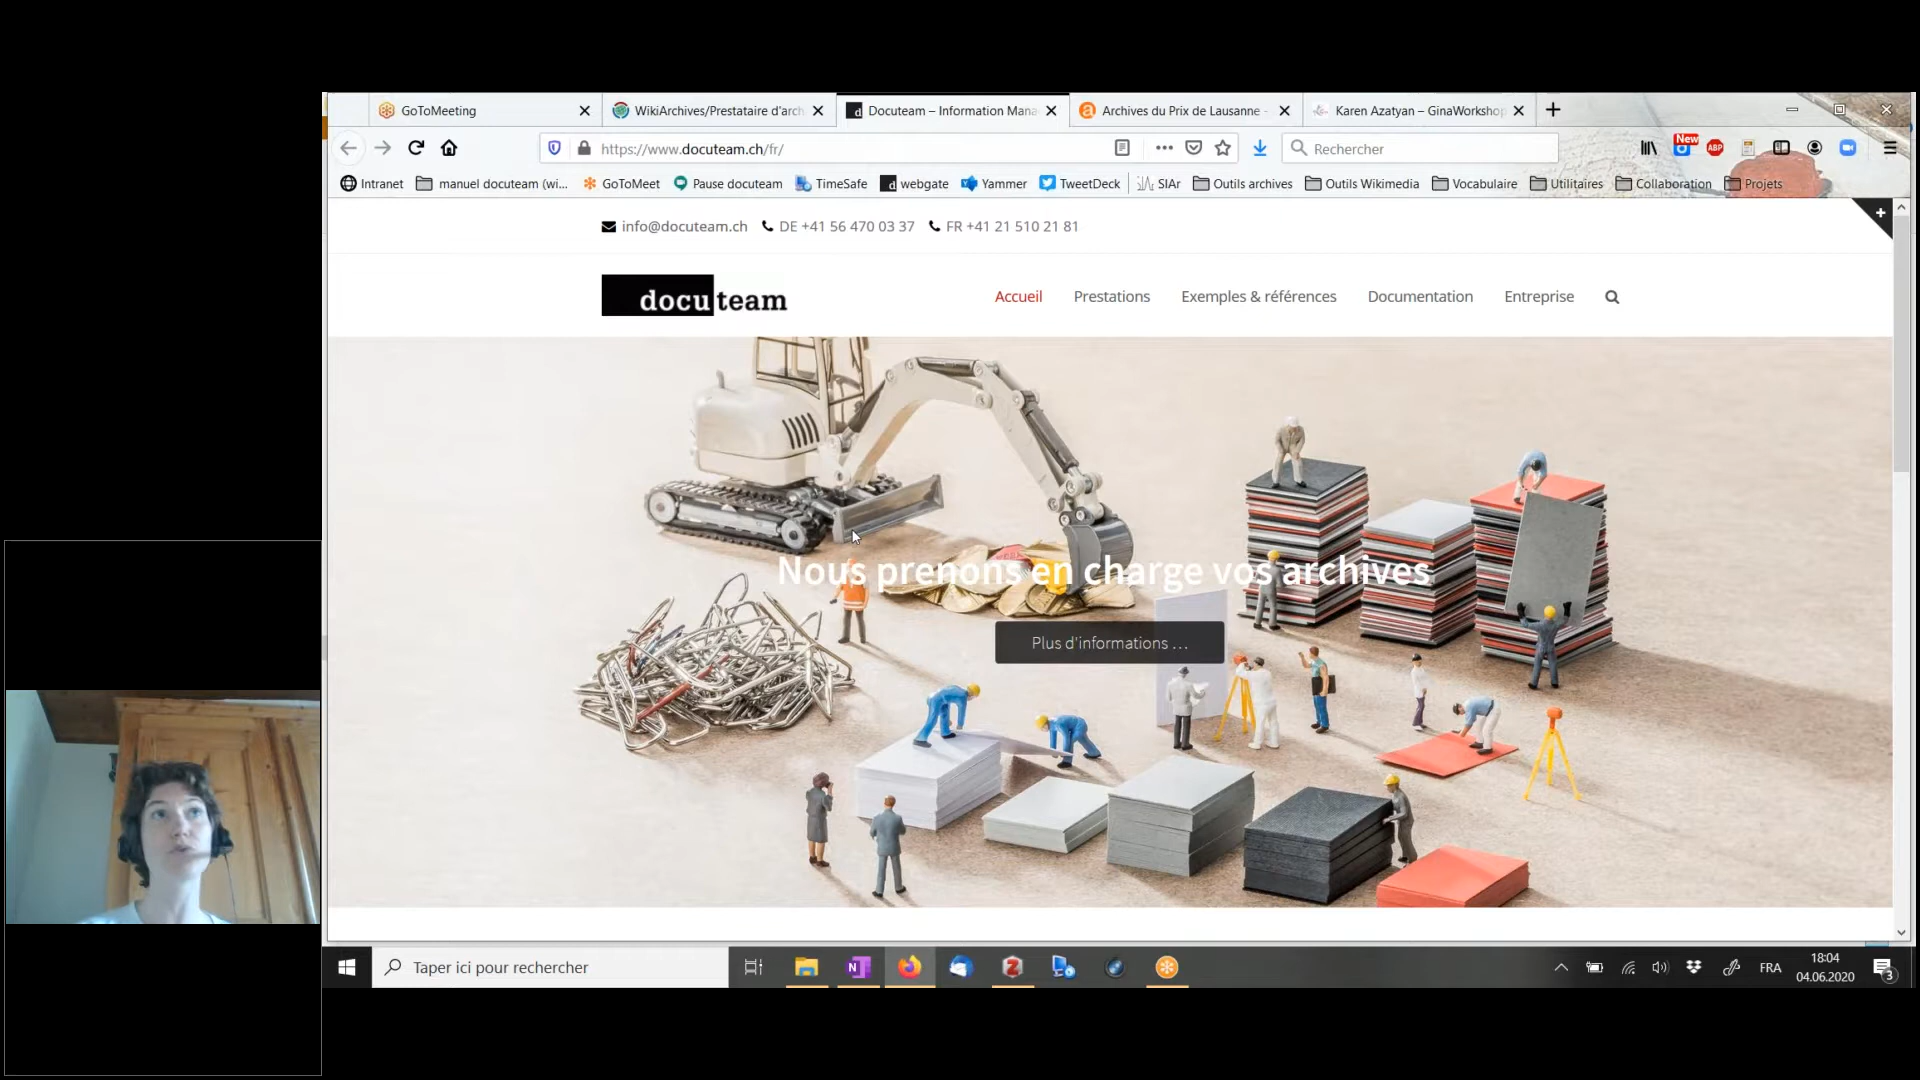 GoToMeeting
WikiArchives/Prestataire d'arch
Docuteam – Information Mana
Archives du Prix de Lausanne -
Karen Azatyan – GinaWorkshop
https://www.docuteam.ch/fr/
Rechercher
New
ABP
Intranet
manuel docuteam (wi...
GoToMeet
Pause docuteam
TimeSafe
d webgate
Yammer
TweetDeck
SIAr
Outils archives
Outils Wikimedia
Vocabulaire
Utilitaires
Collaboration
Projets
info@docuteam.ch
DE +41 56 470 03 37
FR +41 21 510 21 81
docuteam
Accueil
Prestations
Exemples & références
Documentation
Entreprise
Nous prenons en charge vos archives
Plus d'informations …
Taper ici pour rechercher
FRA
18:04
04.06.2020
3